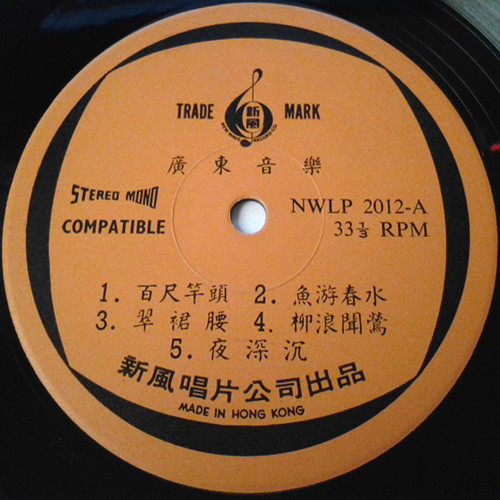 TRADE MARK
新風
廣東音樂
STEREO MONO
COMPATIBLE
NWLP 2012-A
33⅓ RPM
1. 百尺竿頭 2. 魚游春水
3. 翠裙腰 4. 柳浪聞鶯
5. 夜深沉
新風唱片公司出品
MADE IN HONG KONG